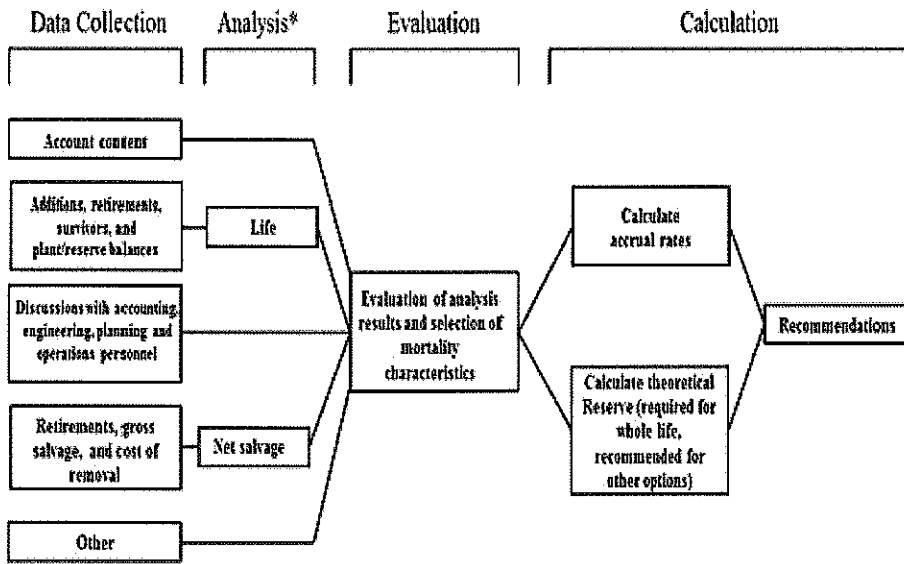 Data Collection
Analysis*
Evaluation
Calculation
Account content
Additions, retirements,
survivors, and
plant/reserve balances
Life
Discussions with accounting,
engineering, planning and
operations personnel
Retirements, gross
salvage, and cost of
removal
Net salvage
Other
Evaluation of analysis
results and selection of
mortality
characteristics
Calculate
accrual rates
Calculate theoretical
Reserve (required for
whole life,
recommended for
other options)
Recommendations